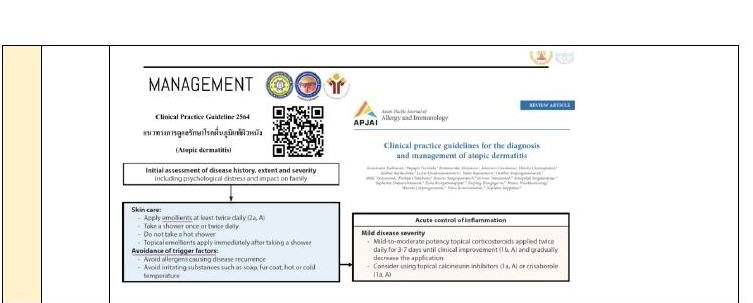 MANAGEMENT
Clinical Practice Guideline 2564
แนวทางการดูแลรักษาโรคผื่นภูมิแพ้ผิวหนัง
(Atopic dermatitis)
Asian Pacific Journal of
Allergy and Immunology
APJAI
REVIEW ARTICLE
Clinical practice guidelines for the diagnosis
and management of atopic dermatitis
Initial assessment of disease history, extent and severity
including psychological distress and impact on family
Skin care:
- Apply emollients at least twice daily (2a, A)
- Take a shower once or twice daily
- Do not take a hot shower
- Topical emollients apply immediately after taking a shower
Avoidance of trigger factors:
- Avoid allergens causing disease recurrence
- Avoid irritating substances such as soap, fur coat, hot or cold
temperature
Acute control of inflammation
Mild disease severity
- Mild-to-moderate potency topical corticosteroids applied twice
daily for 3-7 days until clinical improvement (1b, A) and gradually
decrease the application
- Consider using topical calcineurin inhibitors (1a, A) or crisaborole
(1a, A)